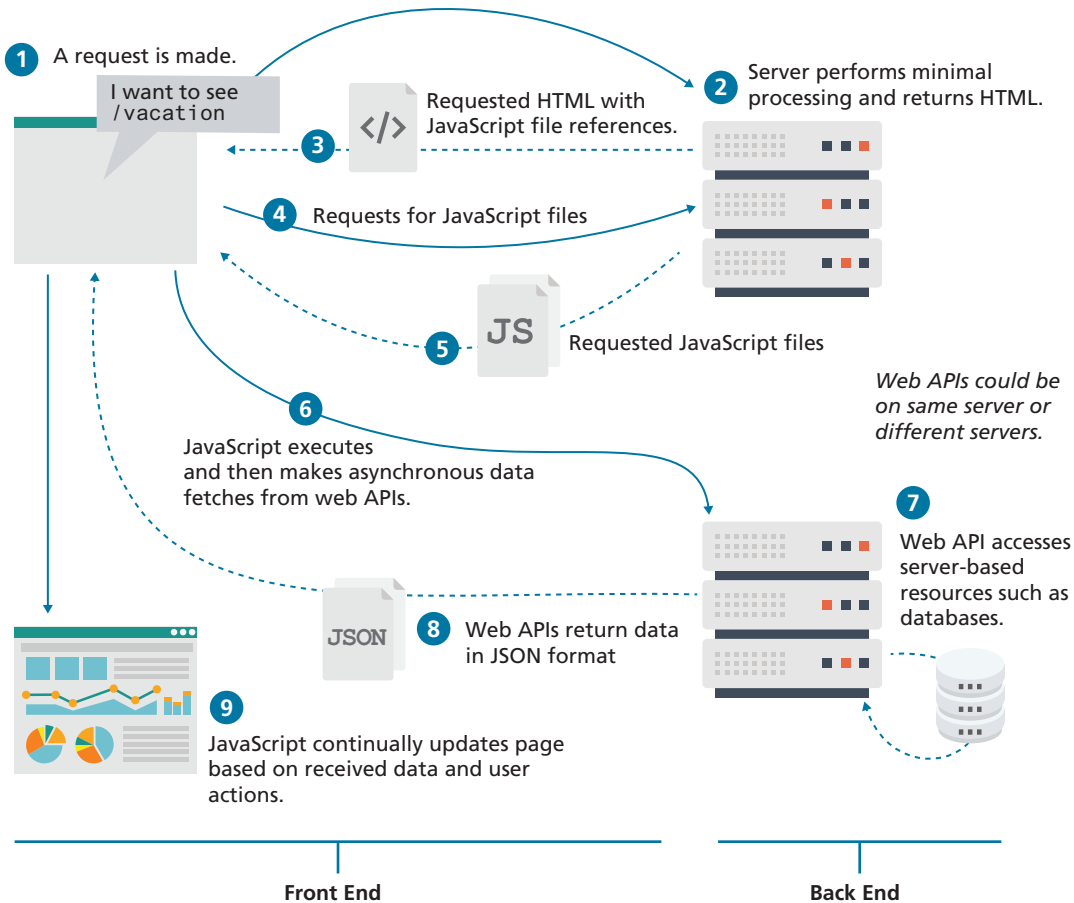 1
A request is made.
I want to see
/vacation
2
Server performs minimal
processing and returns HTML.
</>
Requested HTML with
JavaScript file references.
3
4
Requests for JavaScript files
JS
5
Requested JavaScript files
Web APIs could be
on same server or
different servers.
6
JavaScript executes
and then makes asynchronous data
fetches from web APIs.
7
Web API accesses
server-based
resources such as
databases.
JSON
8
Web APIs return data
in JSON format
9
JavaScript continually updates page
based on received data and user
actions.
Front End
Back End